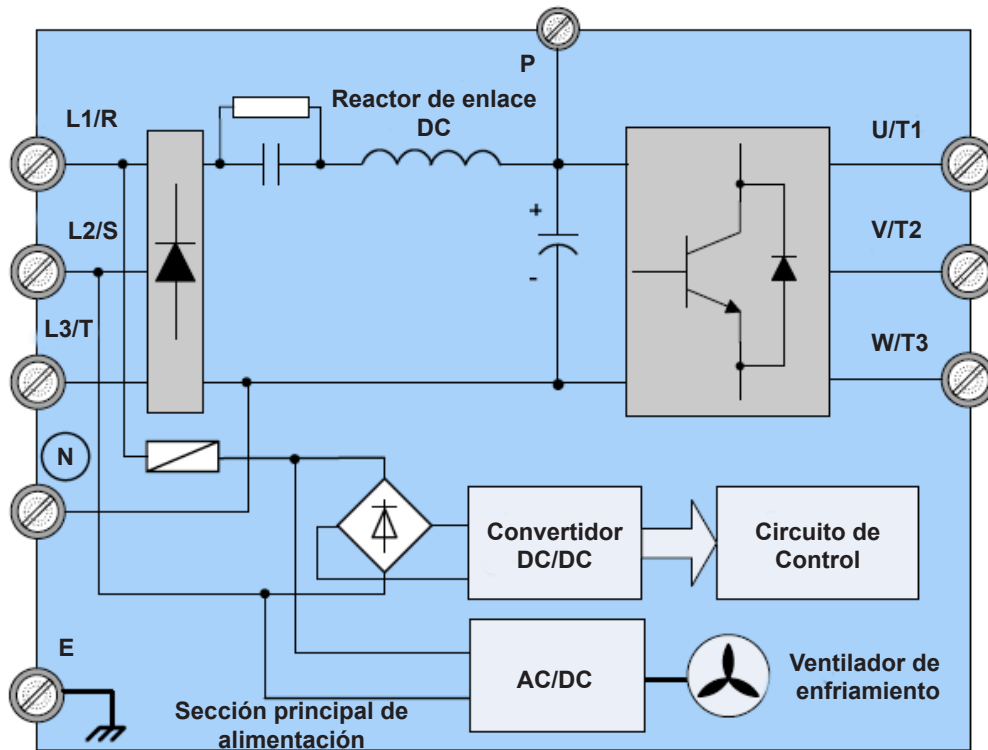 P
Reactor de enlace
DC
L1/R
U/T1
L2/S
V/T2
+
-
L3/T
W/T3
N
Convertidor
DC/DC
Circuito de
Control
E
AC/DC
Ventilador de
enfriamiento
Sección principal de
alimentación